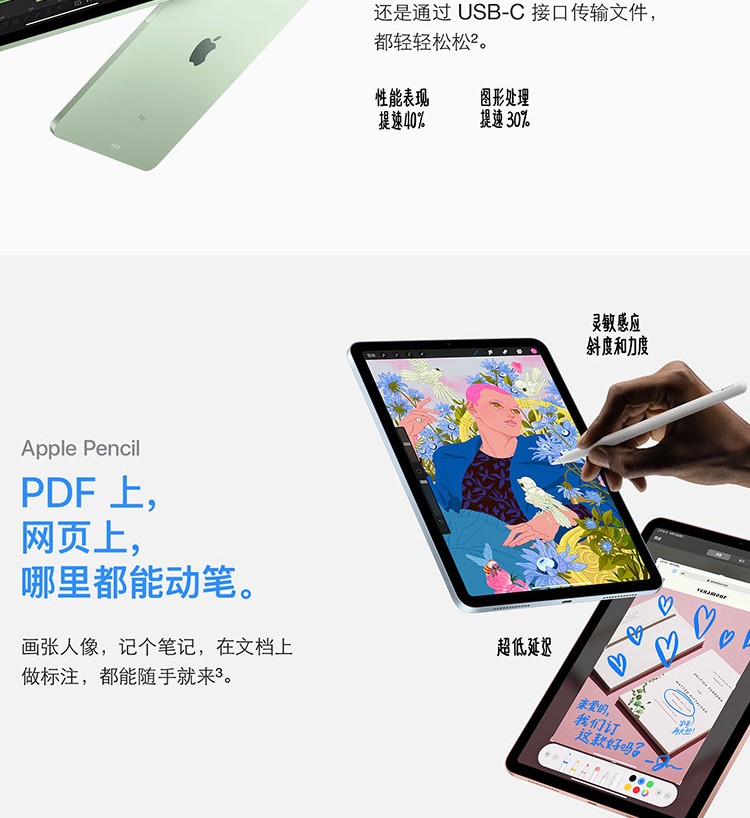 还是通过 USB-C 接口传输文件，
都轻轻松松²。
性能表现
提速40%
图形处理
提速30%
灵敏感应
斜度和力度
Apple Pencil
PDF 上，
网页上，
哪里都能动笔。
画张人像，记个笔记，在文档上
做标注，都能随手就来³。
超低延迟
venamour
亲爱的，
我们订
这款好吗？